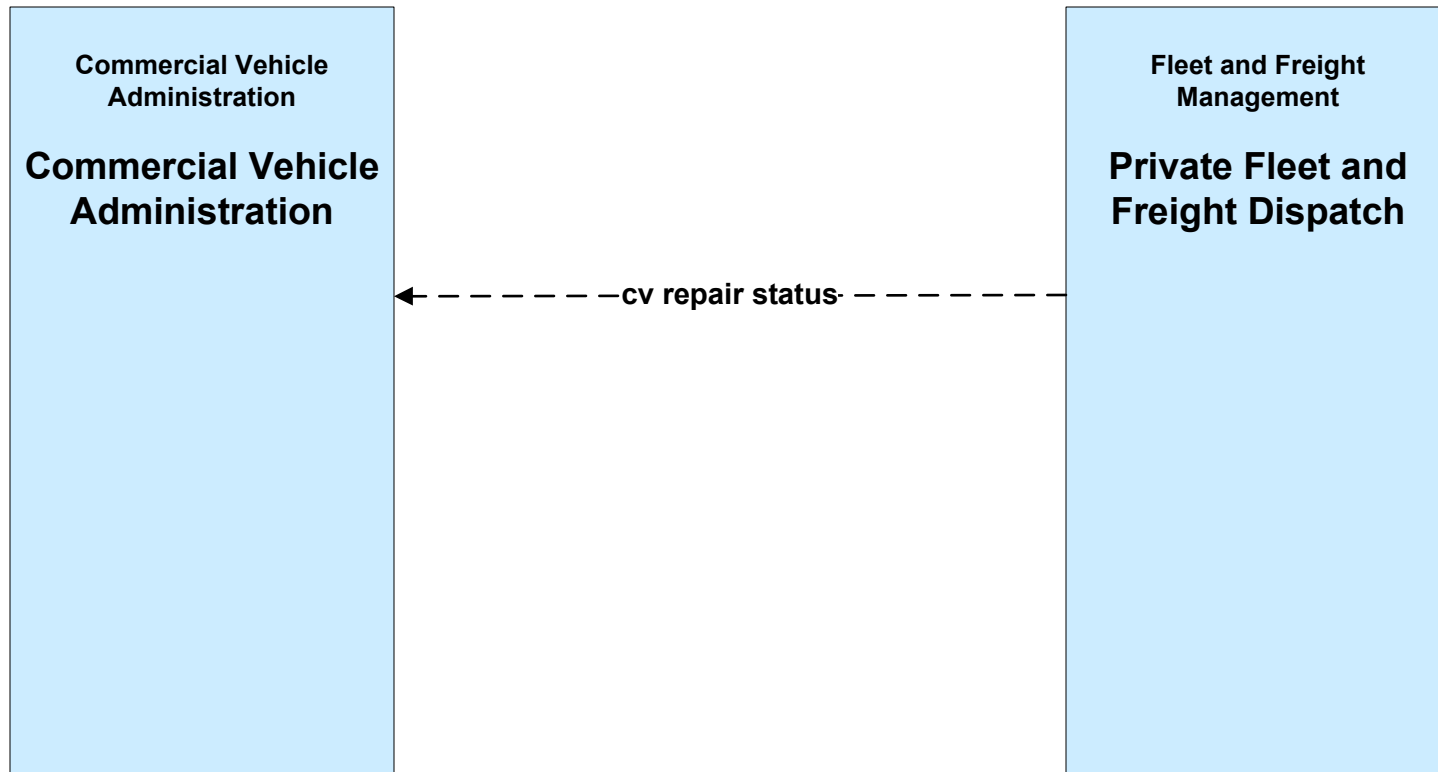 Commercial Vehicle
Administration
Commercial Vehicle
Administration
Fleet and Freight
Management
Private Fleet and
Freight Dispatch
cv repair status